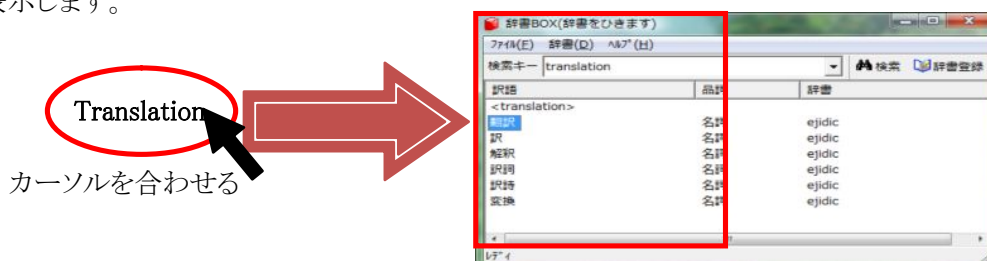 表示します。
Translation
カーソルを合わせる
辞書BOX(辞書をひきます)
ファイル(F) 辞書(D) ヘルプ(H)
検索キー translation 検索 辞書登録
訳語 品詞 辞書
<translation>
翻訳 名詞 ejidic
訳 名詞 ejidic
解釈 名詞 ejidic
訳詞 名詞 ejidic
訳詩 名詞 ejidic
変換 名詞 ejidic
レディ